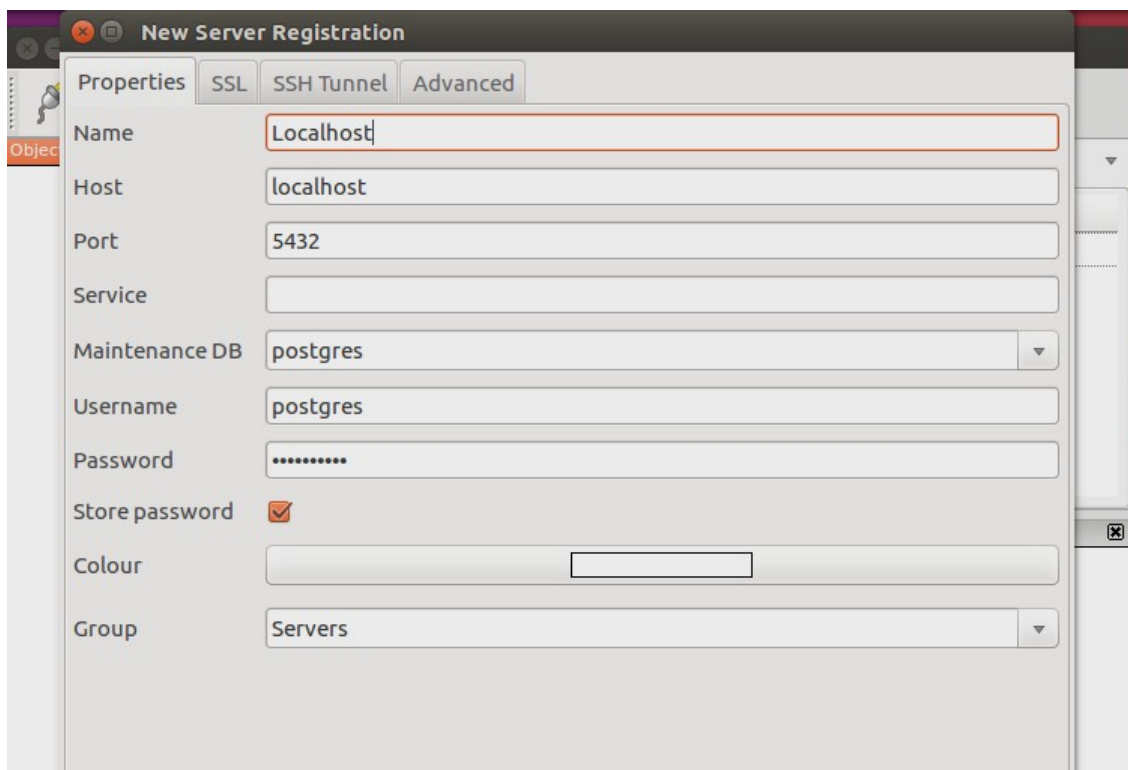 New Server Registration
Properties SSL SSH Tunnel Advanced
Objec
Name Localhost
Host localhost
Port 5432
Service
Maintenance DB postgres
Username postgres
Password ••••••••••
Store password
Colour
Group Servers